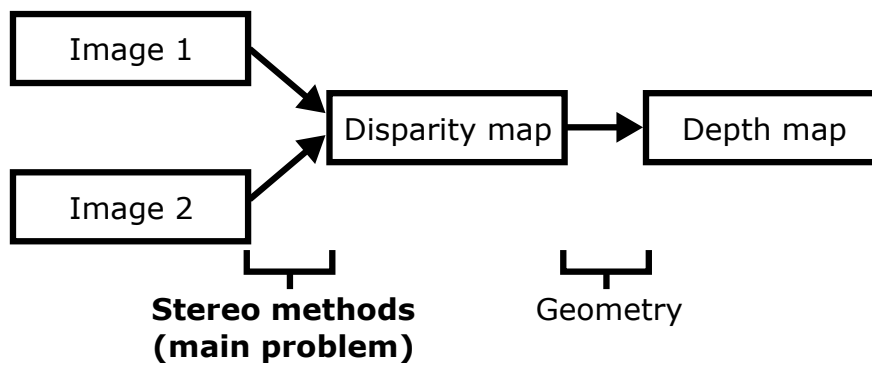 Image 1
Disparity map
Depth map
Image 2
Stereo methods
(main problem)
Geometry